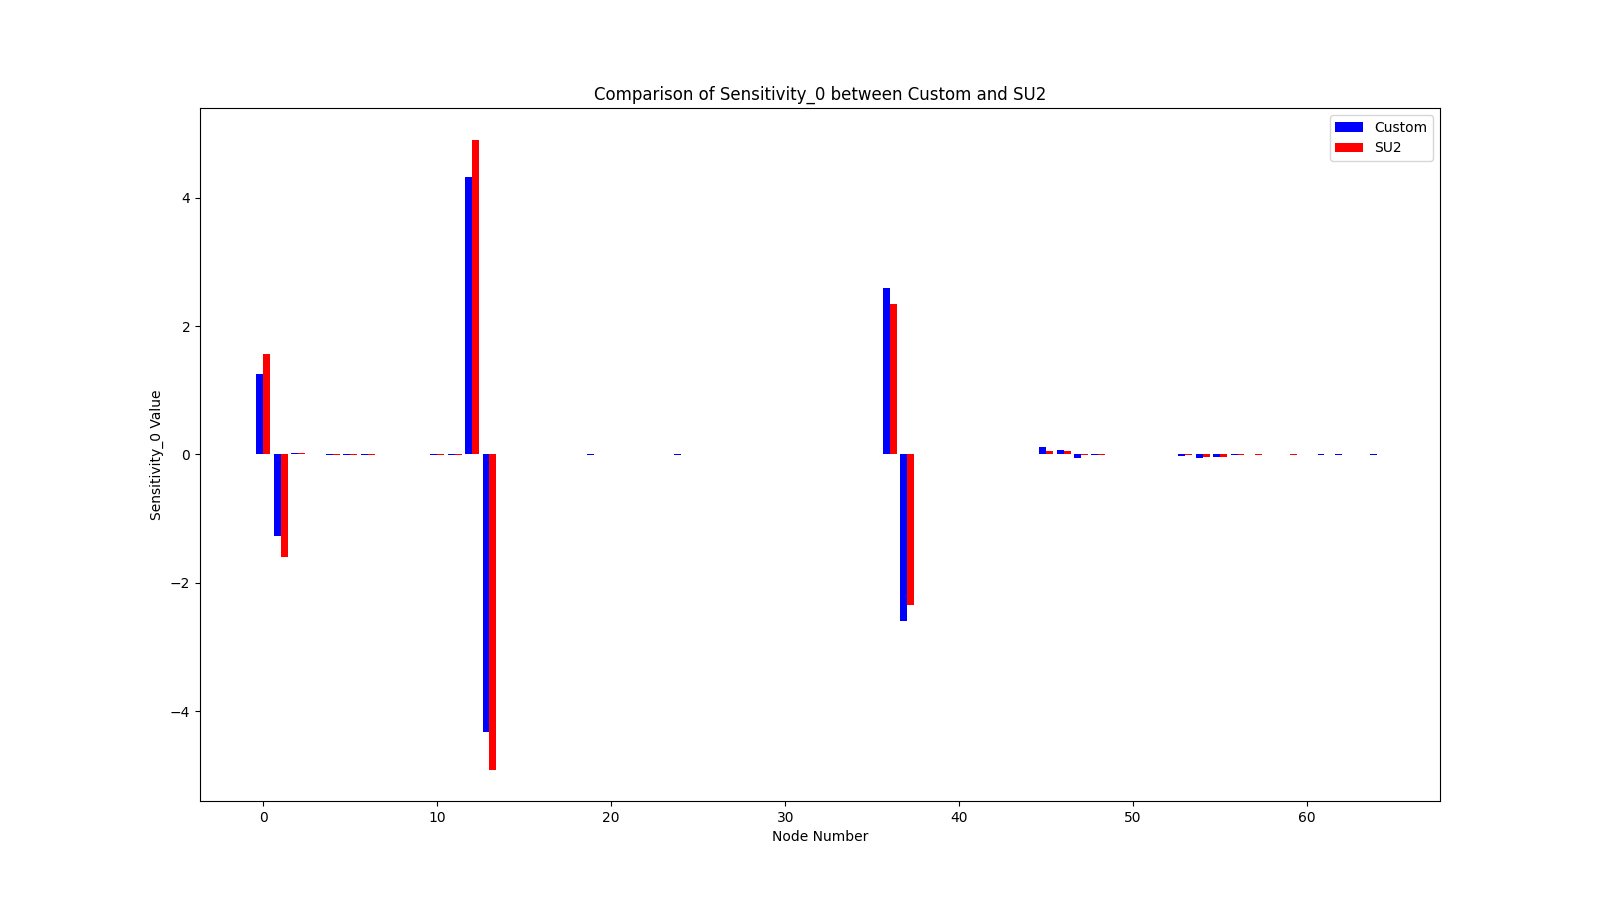 Comparison of Sensitivity_0 between Custom and SU2
Custom
SU2
4
2
0
−2
−4
Sensitivity_0 Value
0 10 20 30 40 50 60
Node Number